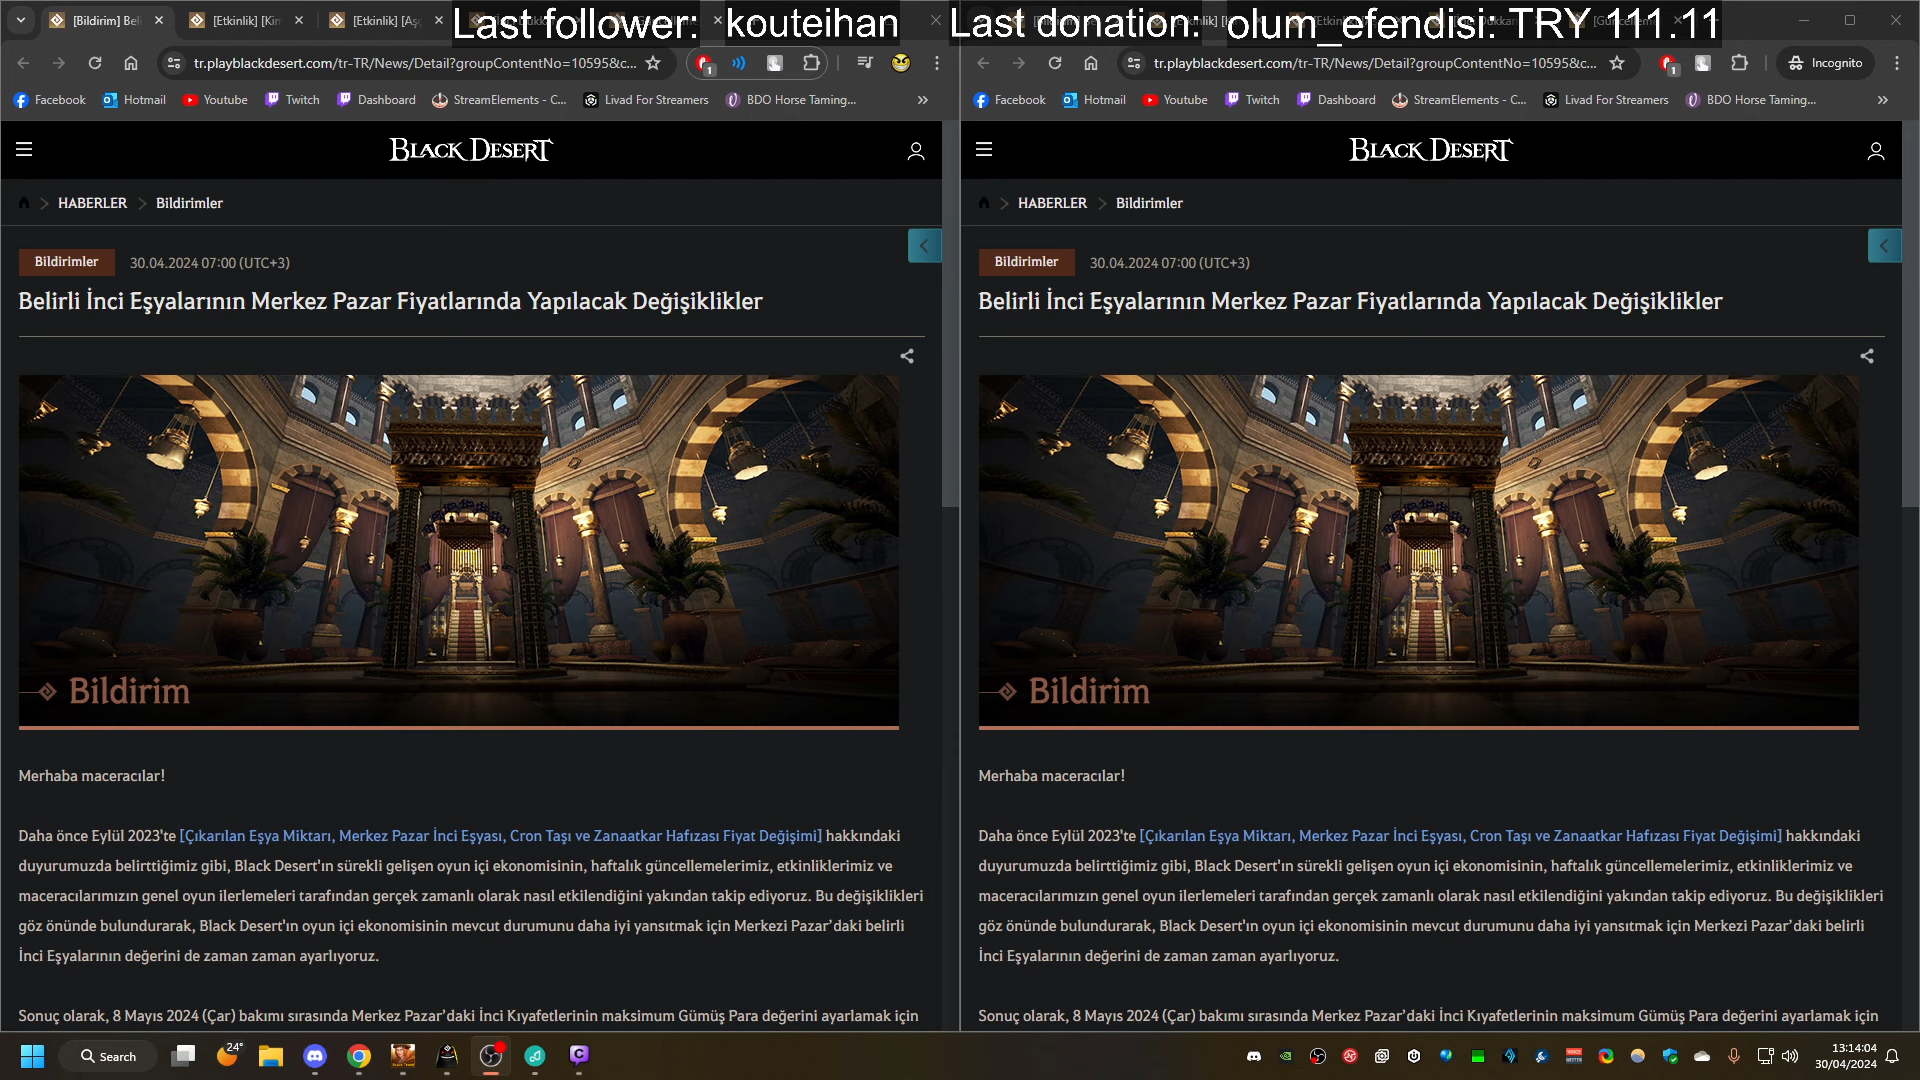 [Bildirim] Beli
[Etkinlik] [Kir
[Etkinlik] [Aşç
Last follower: kouteihan
Last donation: olum_efendisi: TRY 111.11
tr.playblackdesert.com/tr-TR/News/Detail?groupContentNo=10595&c...
Facebook
Hotmail
Youtube
Twitch
Dashboard
StreamElements - C...
Livad For Streamers
BDO Horse Taming...
BLACK DESERT
HABERLER
Bildirimler
Bildirimler
30.04.2024 07:00 (UTC+3)
Belirli İnci Eşyalarının Merkez Pazar Fiyatlarında Yapılacak Değişiklikler
Bildirim
Merhaba maceracılar!
Daha önce Eylül 2023'te [Çıkarılan Eşya Miktarı, Merkez Pazar İnci Eşyası, Cron Taşı ve Zanaatkar Hafızası Fiyat Değişimi] hakkındaki
duyurumuzda belirttiğimiz gibi, Black Desert'ın sürekli gelişen oyun içi ekonomisinin, haftalık güncellemelerimiz, etkinliklerimiz ve
maceracılarımızın genel oyun ilerlemeleri tarafından gerçek zamanlı olarak nasıl etkilendiğini yakından takip ediyoruz. Bu değişiklikleri
göz önünde bulundurarak, Black Desert'ın oyun içi ekonomisinin mevcut durumunu daha iyi yansıtmak için Merkezi Pazar’daki belirli
İnci Eşyalarının değerini de zaman zaman ayarlıyoruz.
Sonuç olarak, 8 Mayıs 2024 (Çar) bakımı sırasında Merkez Pazar’daki İnci Kıyafetlerinin maksimum Gümüş Para değerini ayarlamak için
tr.playblackdesert.com/tr-TR/News/Detail?groupContentNo=10595&c...
Incognito
Facebook
Hotmail
Youtube
Twitch
Dashboard
StreamElements - C...
Livad For Streamers
BDO Horse Taming...
BLACK DESERT
HABERLER
Bildirimler
Bildirimler
30.04.2024 07:00 (UTC+3)
Belirli İnci Eşyalarının Merkez Pazar Fiyatlarında Yapılacak Değişiklikler
Bildirim
Merhaba maceracılar!
Daha önce Eylül 2023'te [Çıkarılan Eşya Miktarı, Merkez Pazar İnci Eşyası, Cron Taşı ve Zanaatkar Hafızası Fiyat Değişimi] hakkındaki
duyurumuzda belirttiğimiz gibi, Black Desert'ın sürekli gelişen oyun içi ekonomisinin, haftalık güncellemelerimiz, etkinliklerimiz ve
maceracılarımızın genel oyun ilerlemeleri tarafından gerçek zamanlı olarak nasıl etkilendiğini yakından takip ediyoruz. Bu değişiklikleri
göz önünde bulundurarak, Black Desert'ın oyun içi ekonomisinin mevcut durumunu daha iyi yansıtmak için Merkezi Pazar’daki belirli
İnci Eşyalarının değerini de zaman zaman ayarlıyoruz.
Sonuç olarak, 8 Mayıs 2024 (Çar) bakımı sırasında Merkez Pazar’daki İnci Kıyafetlerinin maksimum Gümüş Para değerini ayarlamak için
Search
24°
13:14:04
30/04/2024